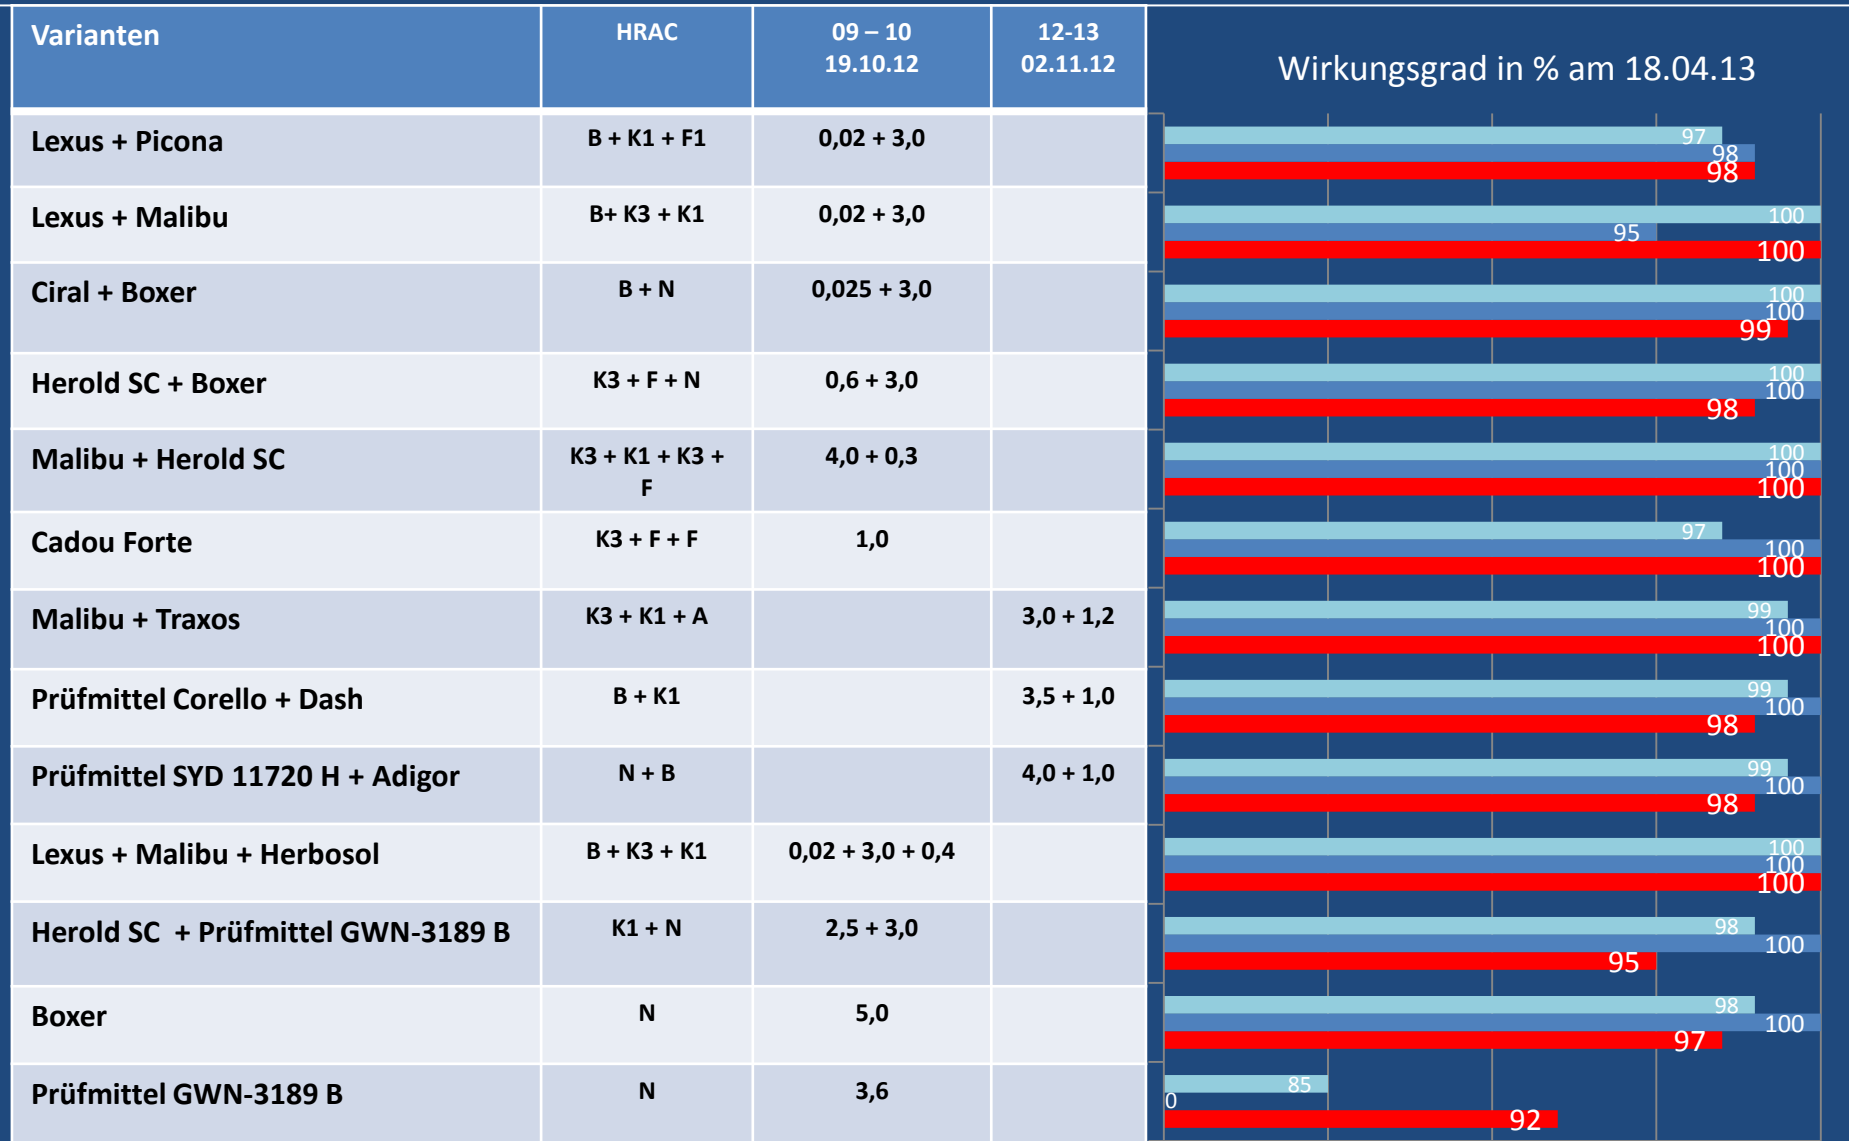 Varianten
HRAC
09 – 10
19.10.12
12-13
02.11.12
Wirkungsgrad in % am 18.04.13
Lexus + Picona
B + K1 + F1
0,02 + 3,0
97
98
98
Lexus + Malibu
B+ K3 + K1
0,02 + 3,0
100
95
100
Ciral + Boxer
B + N
0,025 + 3,0
100
100
99
Herold SC + Boxer
K3 + F + N
0,6 + 3,0
100
100
98
Malibu + Herold SC
K3 + K1 + K3 +
F
4,0 + 0,3
100
100
100
Cadou Forte
K3 + F + F
1,0
97
100
100
Malibu + Traxos
K3 + K1 + A
3,0 + 1,2
99
100
100
Prüfmittel Corello + Dash
B + K1
3,5 + 1,0
99
100
98
Prüfmittel SYD 11720 H + Adigor
N + B
4,0 + 1,0
99
100
98
Lexus + Malibu + Herbosol
B + K3 + K1
0,02 + 3,0 + 0,4
100
100
100
Herold SC  + Prüfmittel GWN-3189 B
K1 + N
2,5 + 3,0
98
100
95
Boxer
N
5,0
98
100
97
Prüfmittel GWN-3189 B
N
3,6
85
0
92